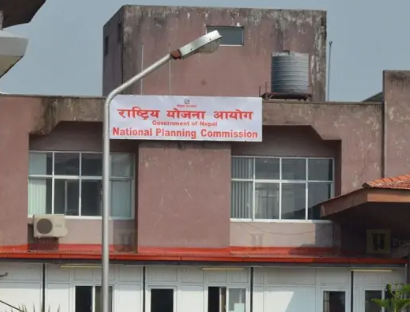 राष्ट्रिय योजना आयोग
Government of Nepal
National Planning Commission